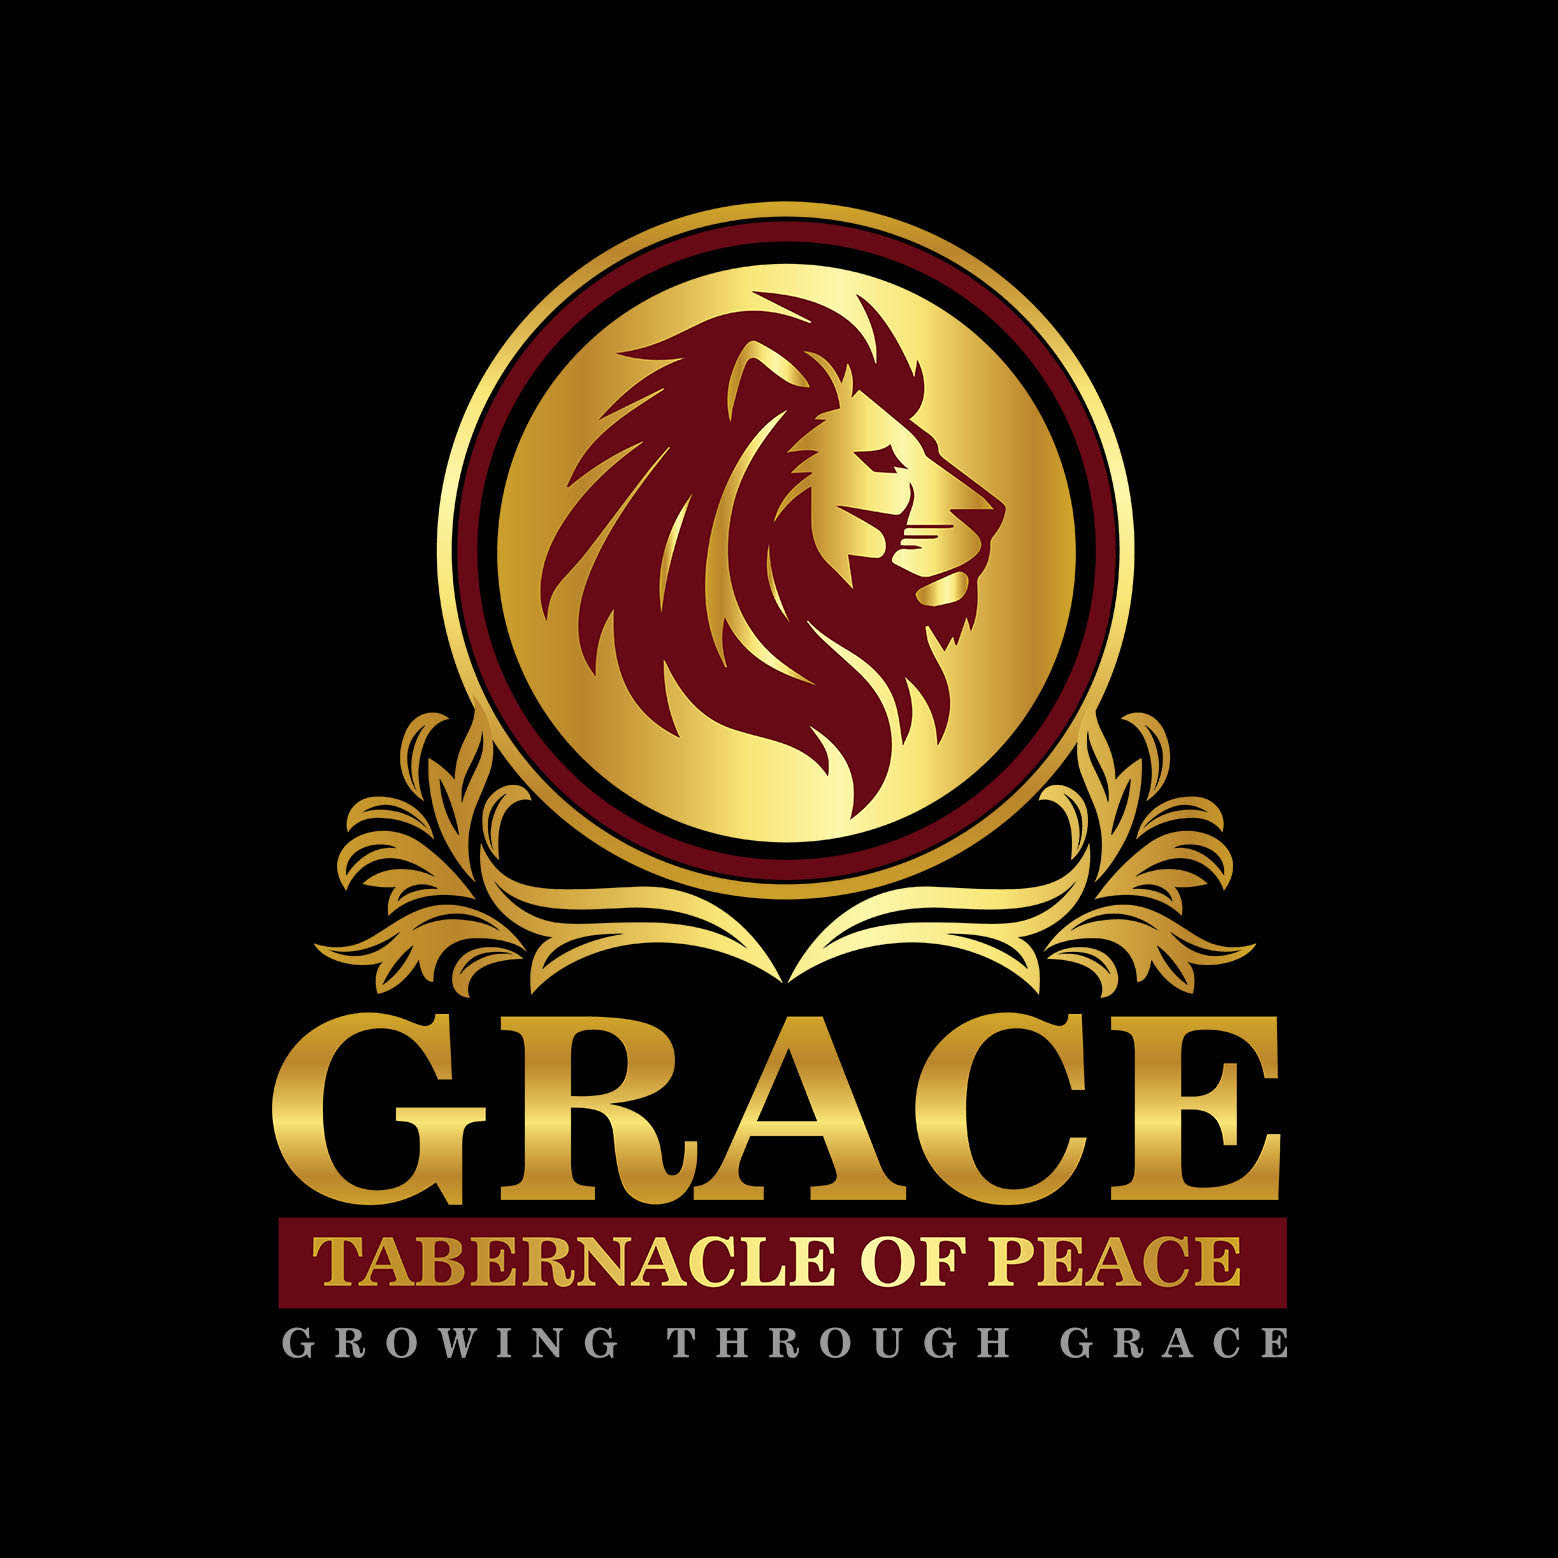 GRACE
TABERNACLE OF PEACE
GROWING THROUGH GRACE